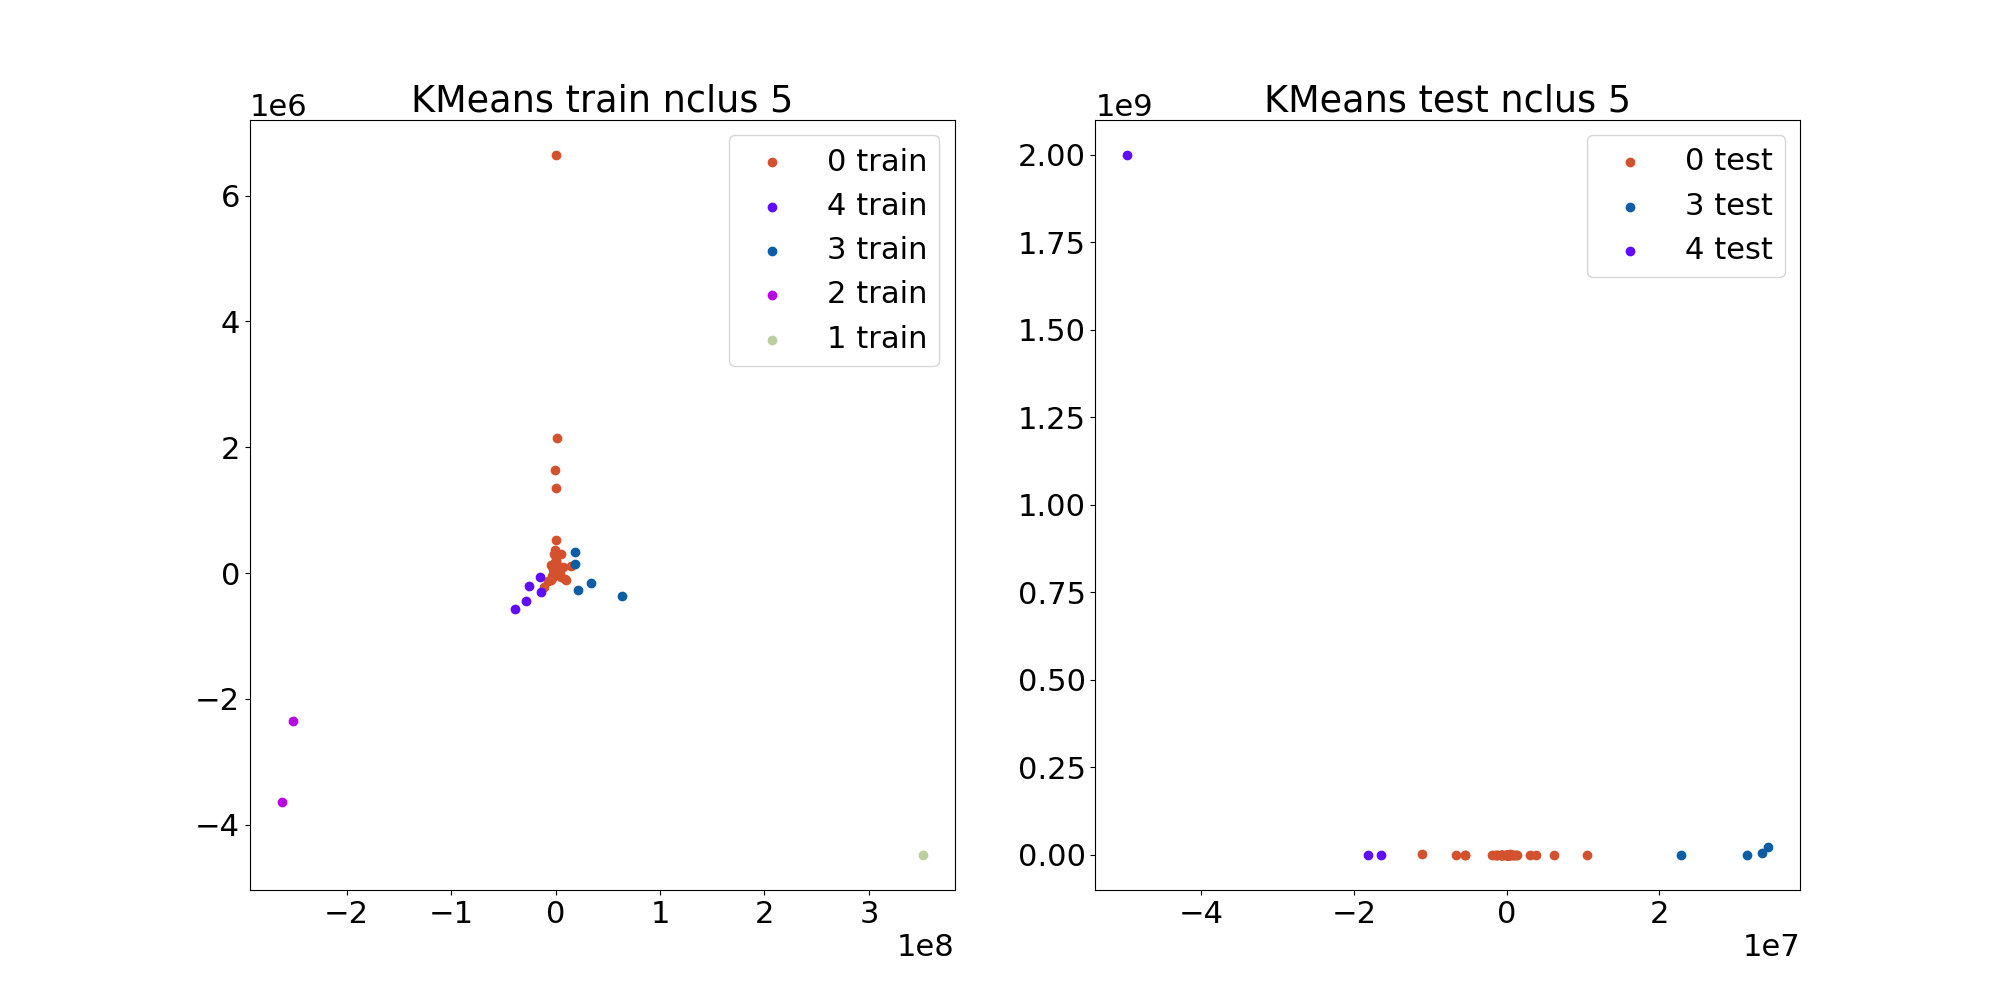 KMeans train nclus 5
1e6
6
4
2
0
−2
−4
−2
−1
0
1
2
3
1e8
0 train
4 train
3 train
2 train
1 train
KMeans test nclus 5
1e9
2.00
1.75
1.50
1.25
1.00
0.75
0.50
0.25
0.00
−4
−2
0
2
1e7
0 test
3 test
4 test